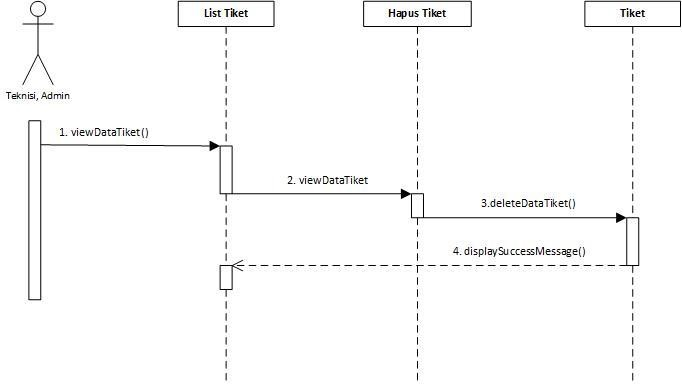 List Tiket
Hapus Tiket
Tiket
Teknisi, Admin
1. viewDataTiket()
2. viewDataTiket
3.deleteDataTiket()
4. displaySuccessMessage()